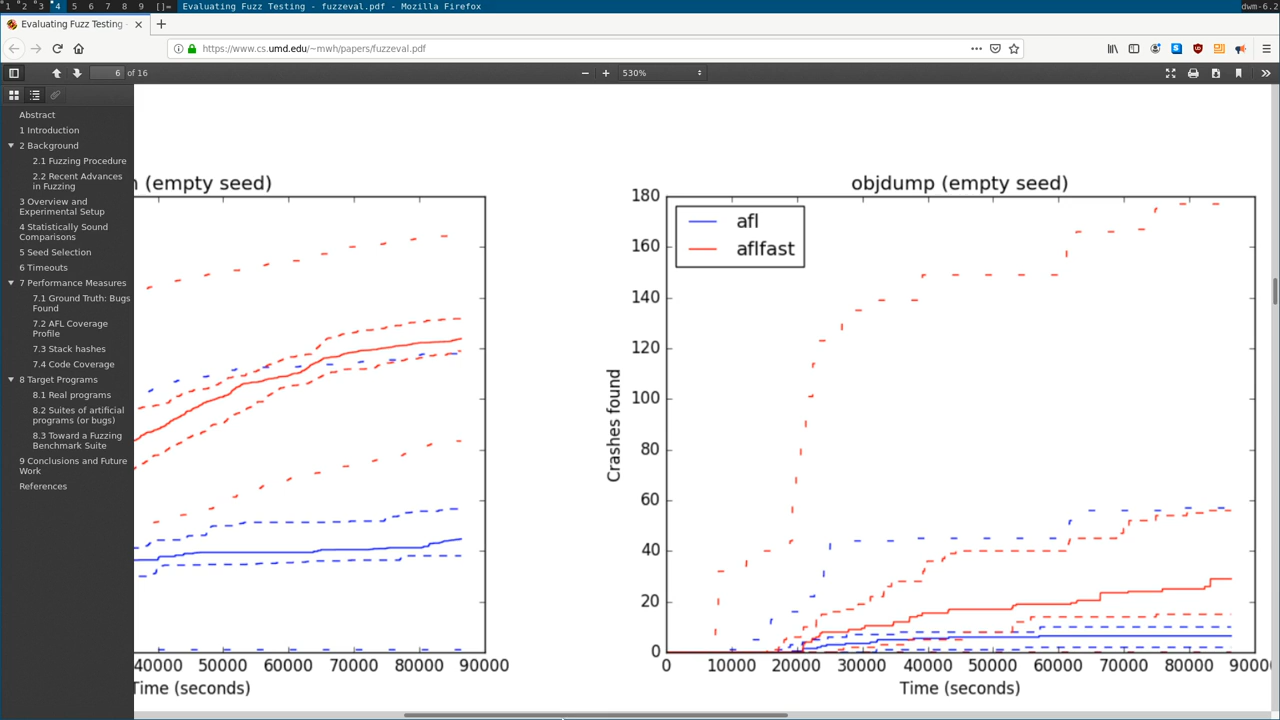 1 2 3 4 5 6 7 8 9 []= Evaluating Fuzz Testing - fuzzeval.pdf - Mozilla Firefox dwm-6.2
Evaluating Fuzz Testing -
https://www.cs.umd.edu/~mwh/papers/fuzzeval.pdf
6 of 16 530%
Abstract
1 Introduction
2 Background
2.1 Fuzzing Procedure
2.2 Recent Advances
in Fuzzing
3 Overview and
Experimental Setup
4 Statistically Sound
Comparisons
5 Seed Selection
6 Timeouts
7 Performance Measures
7.1 Ground Truth: Bugs
Found
7.2 AFL Coverage
Profile
7.3 Stack hashes
7.4 Code Coverage
8 Target Programs
8.1 Real programs
8.2 Suites of artificial
programs (or bugs)
8.3 Toward a Fuzzing
Benchmark Suite
9 Conclusions and Future
Work
References
(empty seed)
40000 50000 60000 70000 80000 90000
Time (seconds)
objdump (empty seed)
afl
aflfast
Crashes found
180
160
140
120
100
80
60
40
20
0
0 10000 20000 30000 40000 50000 60000 70000 80000 9000
Time (seconds)